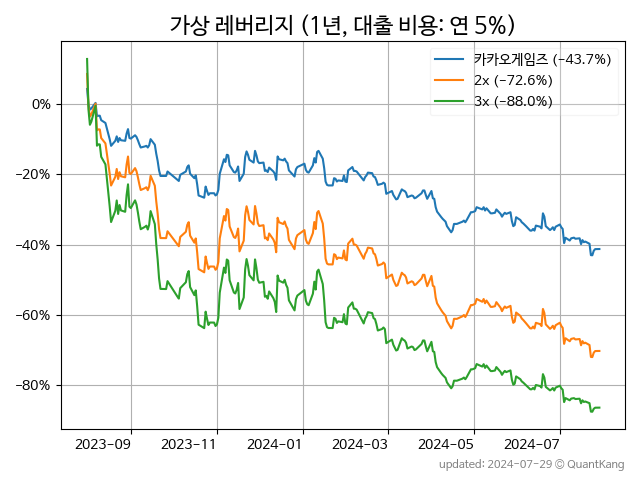 가상 레버리지 (1년, 대출 비용: 연 5%)
카카오게임즈 (-43.7%)
2x (-72.6%)
3x (-88.0%)
0%
-20%
-40%
-60%
-80%
2023-09
2023-11
2024-01
2024-03
2024-05
2024-07
updated: 2024-07-29 © QuantKang